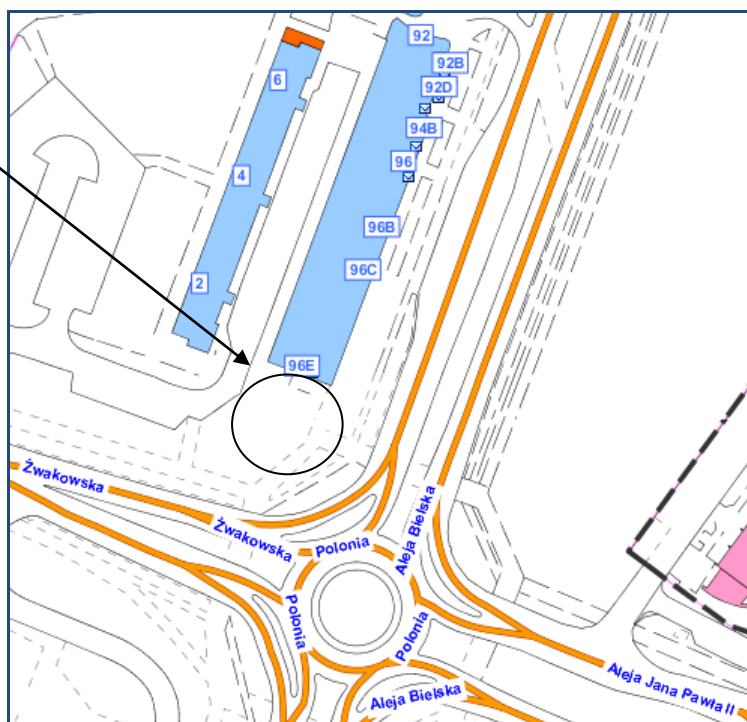 92
92B
6
92D
94B
96
4
96B
96C
2
96E
Żwakowska
Żwakowska
Polonia
Aleja Bielska
Polonia
Polonia
Aleja Jana Pawła II
Aleja Bielska